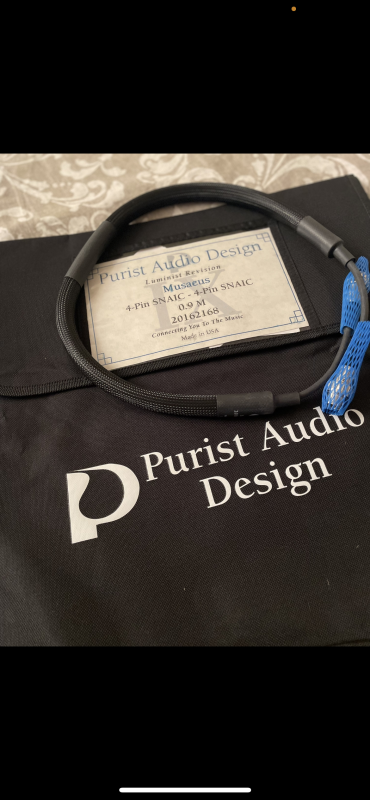 Purist Audio Design
Luminist Revision
Musaeus
4-Pin SNAIC - 4-Pin SNAIC
0.9 M
20162168
Connecting You To The Music
Made in USA
Purist Audio
Design